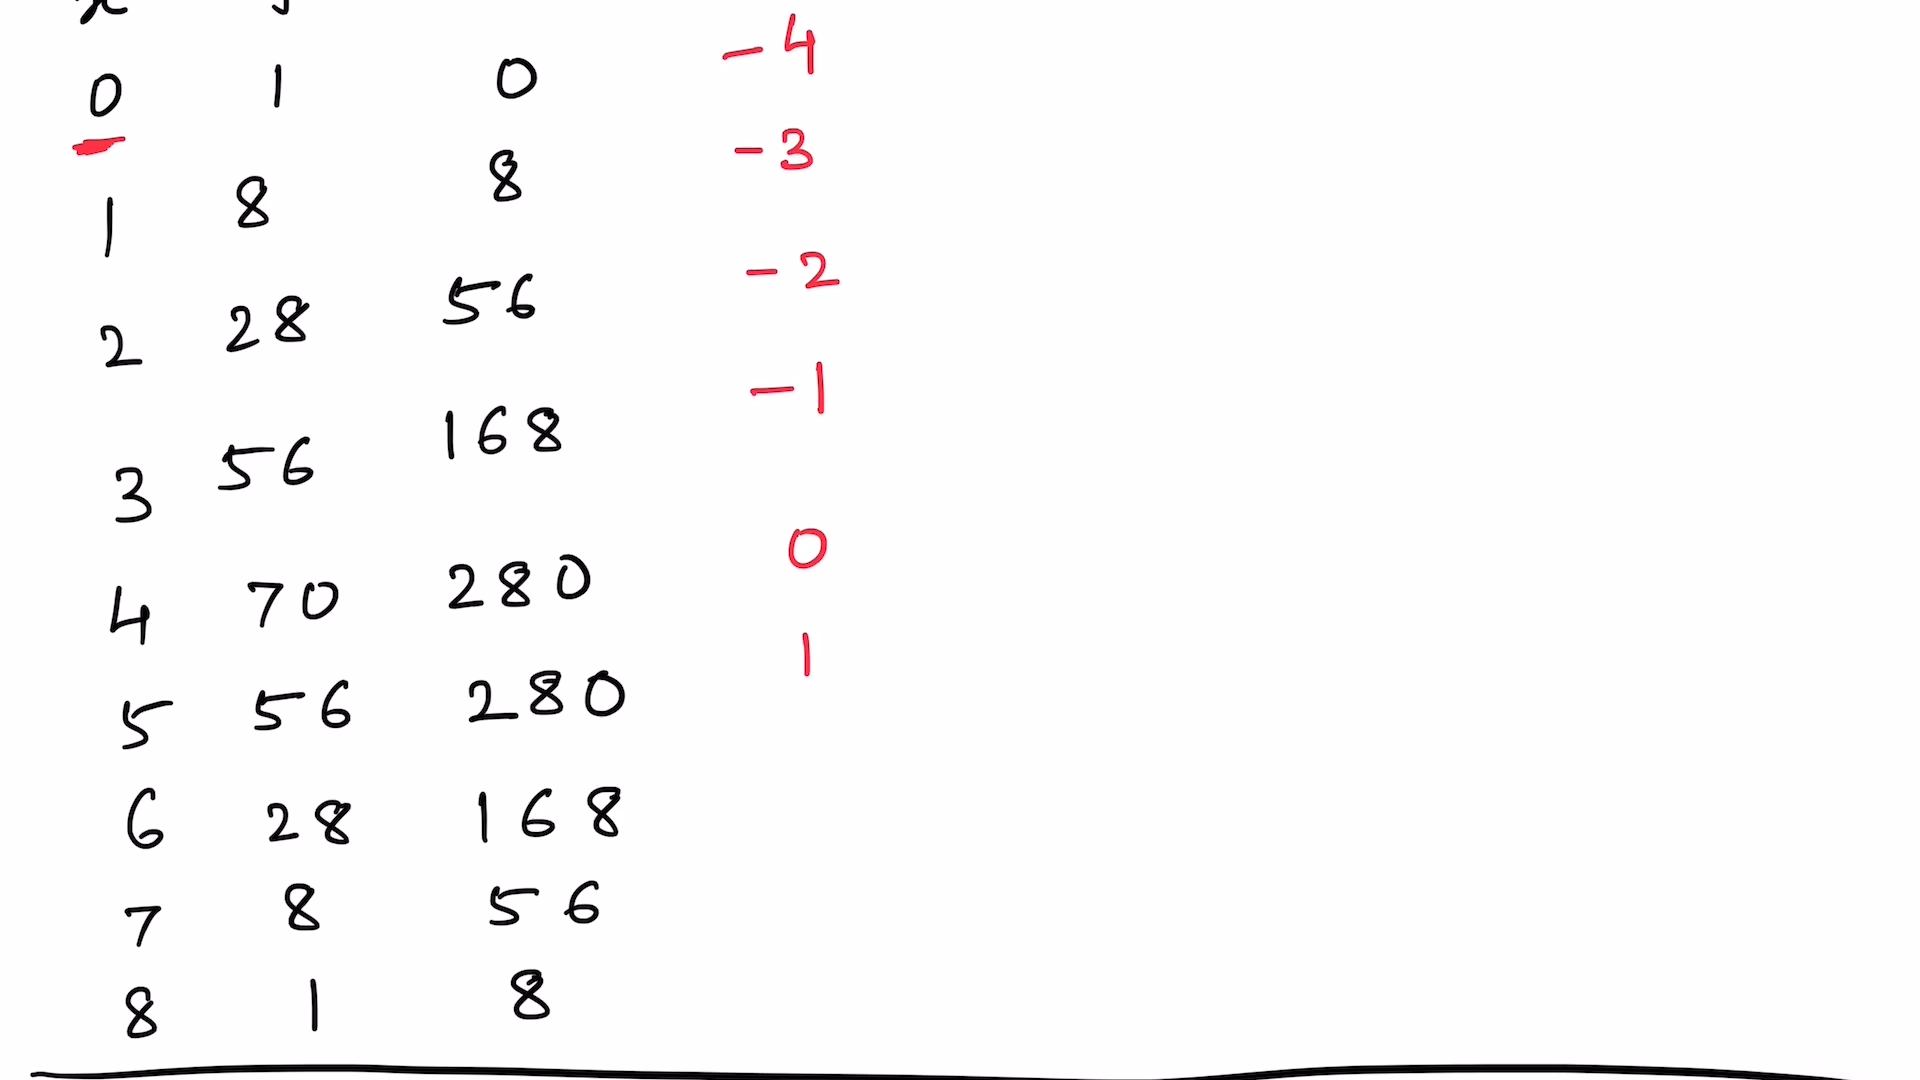 0 1 0 -4
1 8 8 -3
2 28 56 -2
3 56 168 -1
4 70 280 0
5 56 280 1
6 28 168
7 8 56
8 1 8